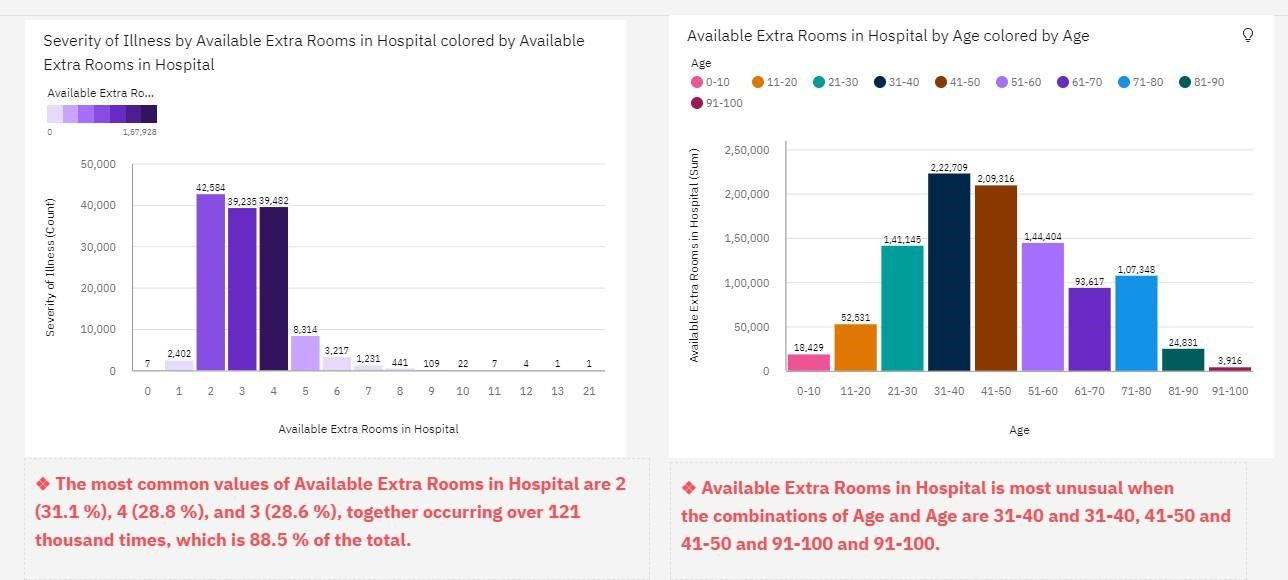 Severity of Illness by Available Extra Rooms in Hospital colored by Available
Extra Rooms in Hospital
Available Extra Ro...
0 1,57,928
Severity of Illness (Count)
50,000
40,000
30,000
20,000
10,000
0
7 2,402 42,584 39,235 39,482 8,314 3,217 1,231 441 109 22 7 4 1 1
0 1 2 3 4 5 6 7 8 9 10 11 12 13 21
Available Extra Rooms in Hospital
❖ The most common values of Available Extra Rooms in Hospital are 2
(31.1 %), 4 (28.8 %), and 3 (28.6 %), together occurring over 121
thousand times, which is 88.5 % of the total.
Available Extra Rooms in Hospital by Age colored by Age
Age
0-10 11-20 21-30 31-40 41-50 51-60 61-70 71-80 81-90
91-100
Available Extra Rooms in Hospital (Sum)
2,50,000
2,00,000
1,50,000
1,00,000
50,000
0
18,429 52,531 1,41,145 2,22,709 2,09,316 1,44,404 93,617 1,07,348 24,831 3,916
0-10 11-20 21-30 31-40 41-50 51-60 61-70 71-80 81-90 91-100
Age
❖ Available Extra Rooms in Hospital is most unusual when
the combinations of Age and Age are 31-40 and 31-40, 41-50 and
41-50 and 91-100 and 91-100.